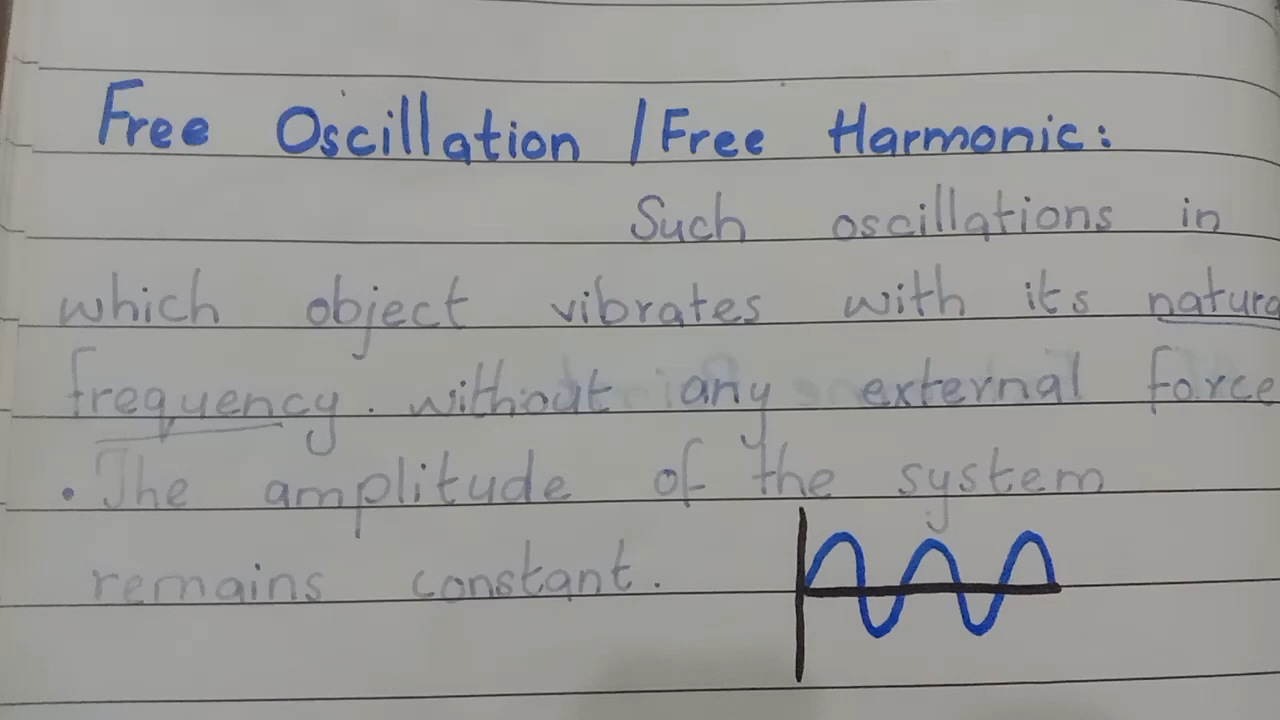 Free Oscillation / Free Harmonic:
Such oscillations in
which object vibrates with its natura
frequency. without any external force
. The amplitude of the system
remains constant.